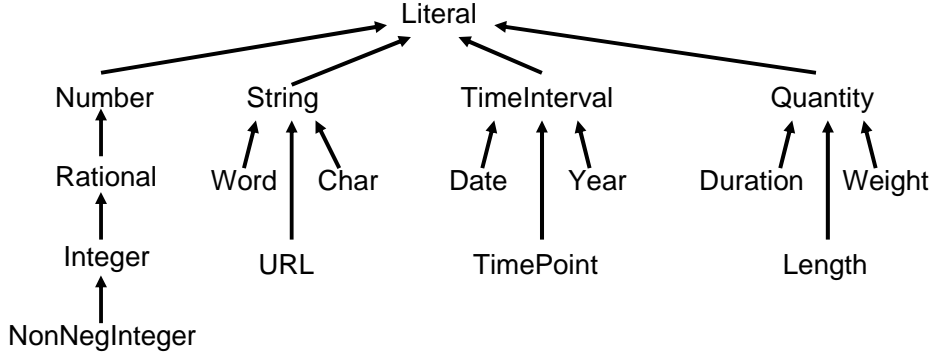 Literal
Number String TimeInterval Quantity
Rational Word Char Date Year Duration Weight
Integer URL TimePoint Length
NonNegInteger